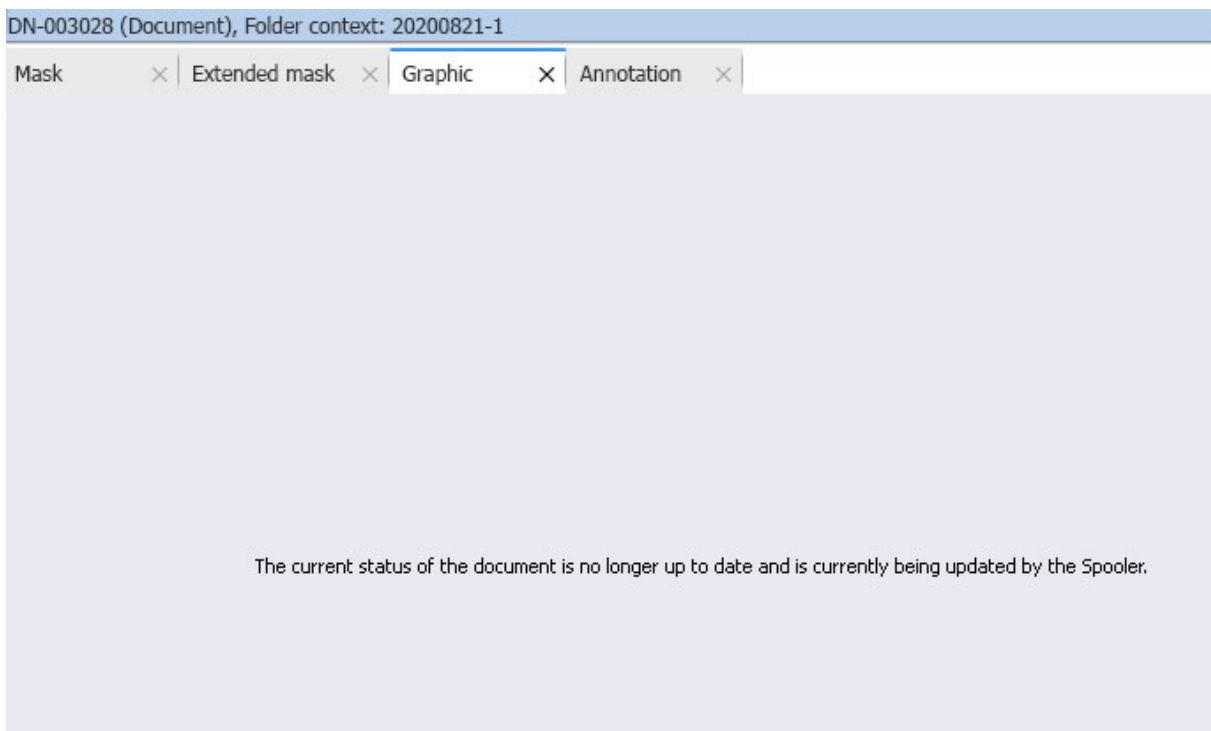 DN-003028 (Document), Folder context: 20200821-1
Mask Extended mask Graphic Annotation
The current status of the document is no longer up to date and is currently being updated by the Spooler.